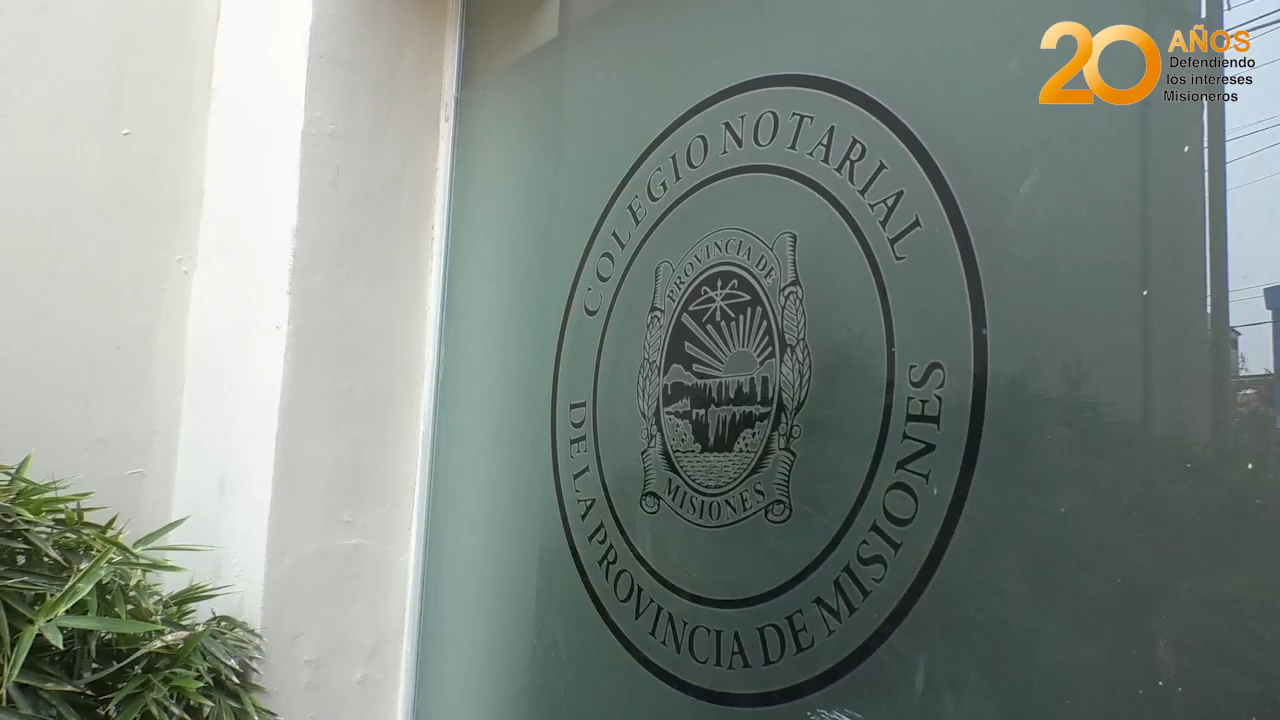 20 AÑOS
Defendiendo
los intereses
Misioneros
COLEGIO NOTARIAL
DE LA PROVINCIA DE MISIONES
PROVINCIA DE
MISIONES